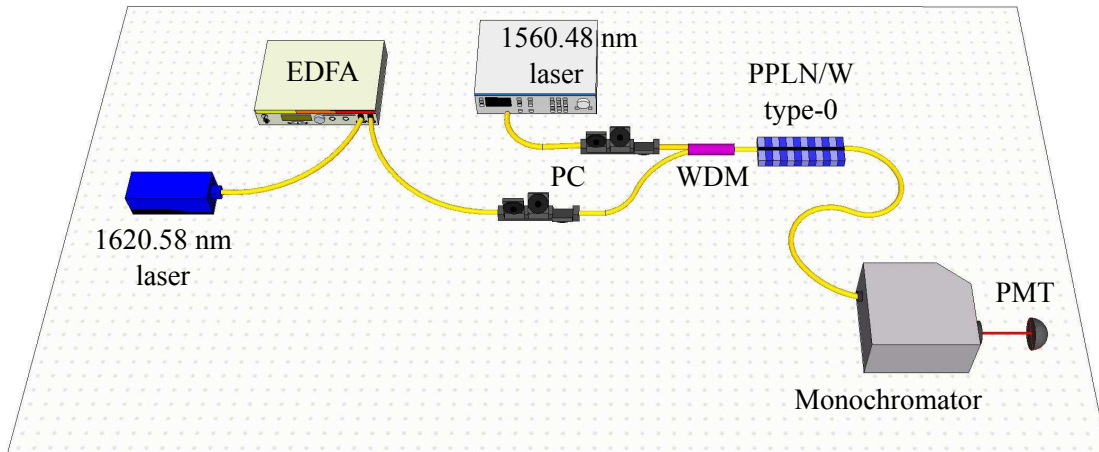 1560.48 nm
laser
EDFA
PPLN/W
type-0
PC
WDM
1620.58 nm
laser
PMT
Monochromator